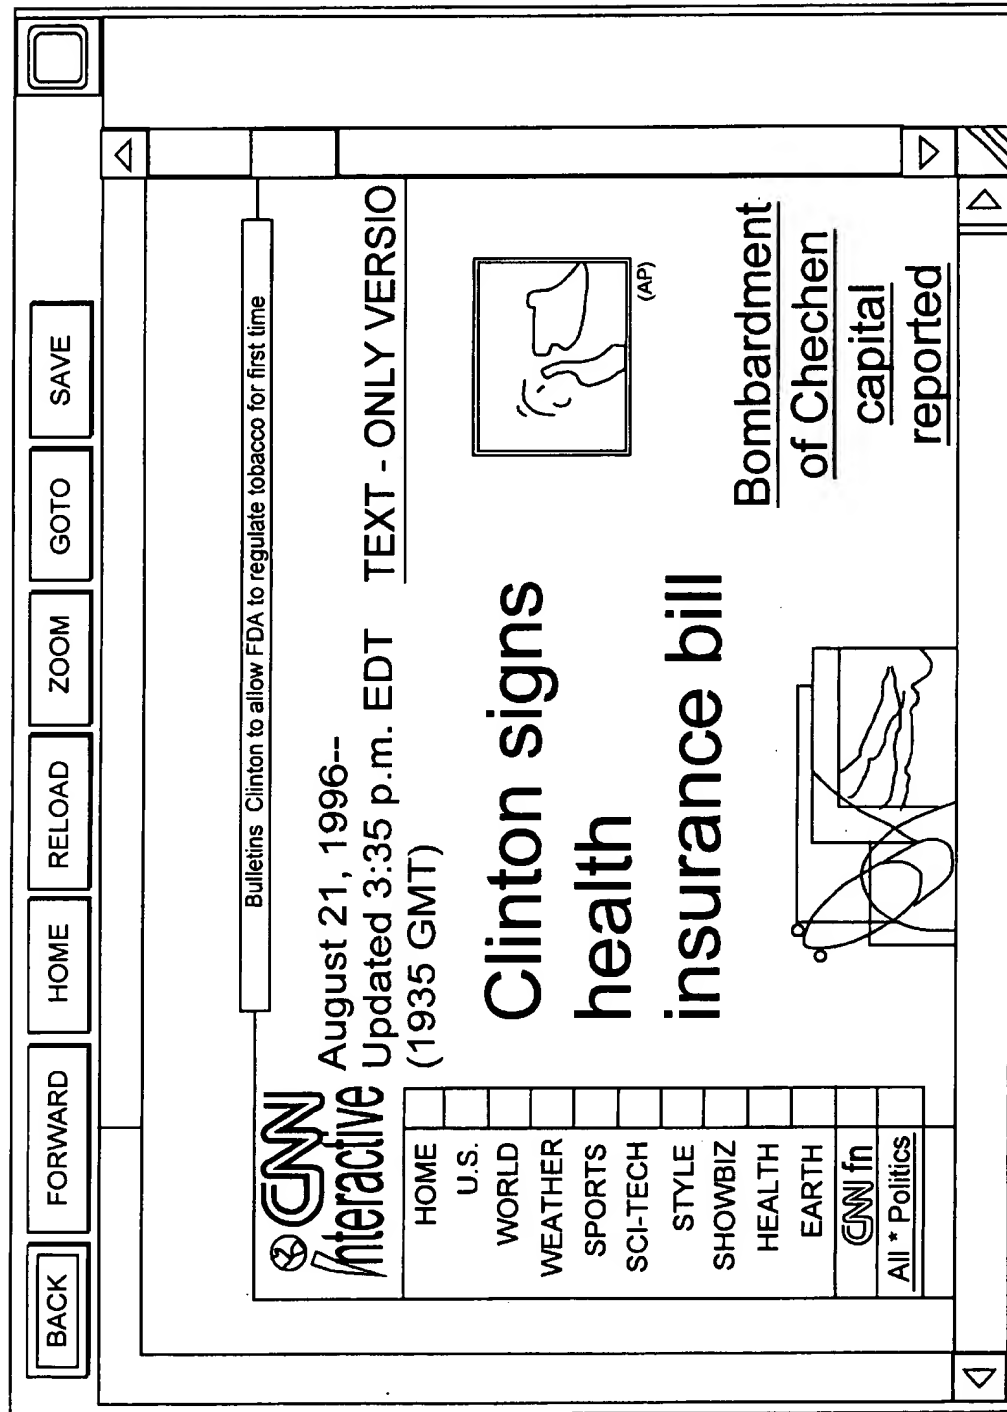 BACK FORWARD HOME RELOAD ZOOM GOTO SAVE
Bulletins Clinton to allow FDA to regulate tobacco for first time
CNN
Interactive
August 21, 1996--
Updated 3:35 p.m. EDT TEXT - ONLY VERSIO
(1935 GMT)
HOME
U.S.
WORLD
WEATHER
SPORTS
SCI-TECH
STYLE
SHOWBIZ
HEALTH
EARTH
CNN fn
All * Politics
Clinton signs
health
insurance bill
(AP)
Bombardment
of Chechen
capital
reported